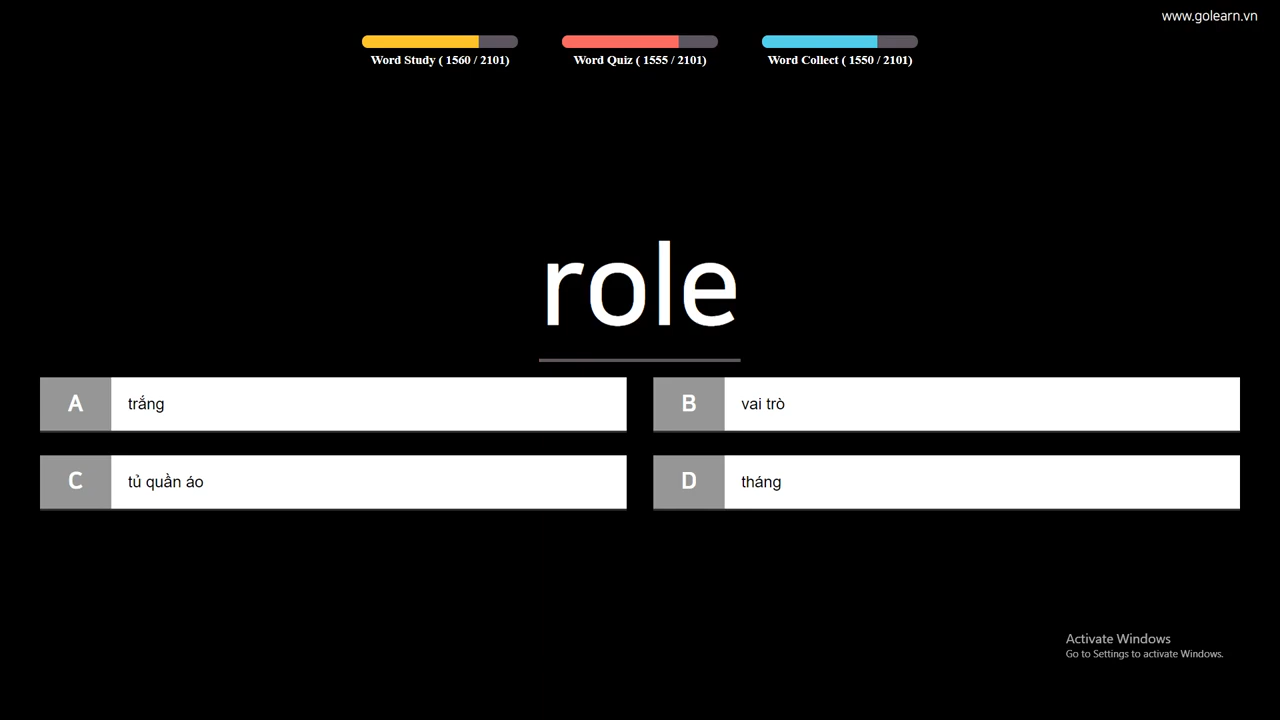 www.golearn.vn
Word Study ( 1560 / 2101)
Word Quiz ( 1555 / 2101)
Word Collect ( 1550 / 2101)
role
A trắng
B vai trò
C tủ quần áo
D tháng
Activate Windows
Go to Settings to activate Windows.